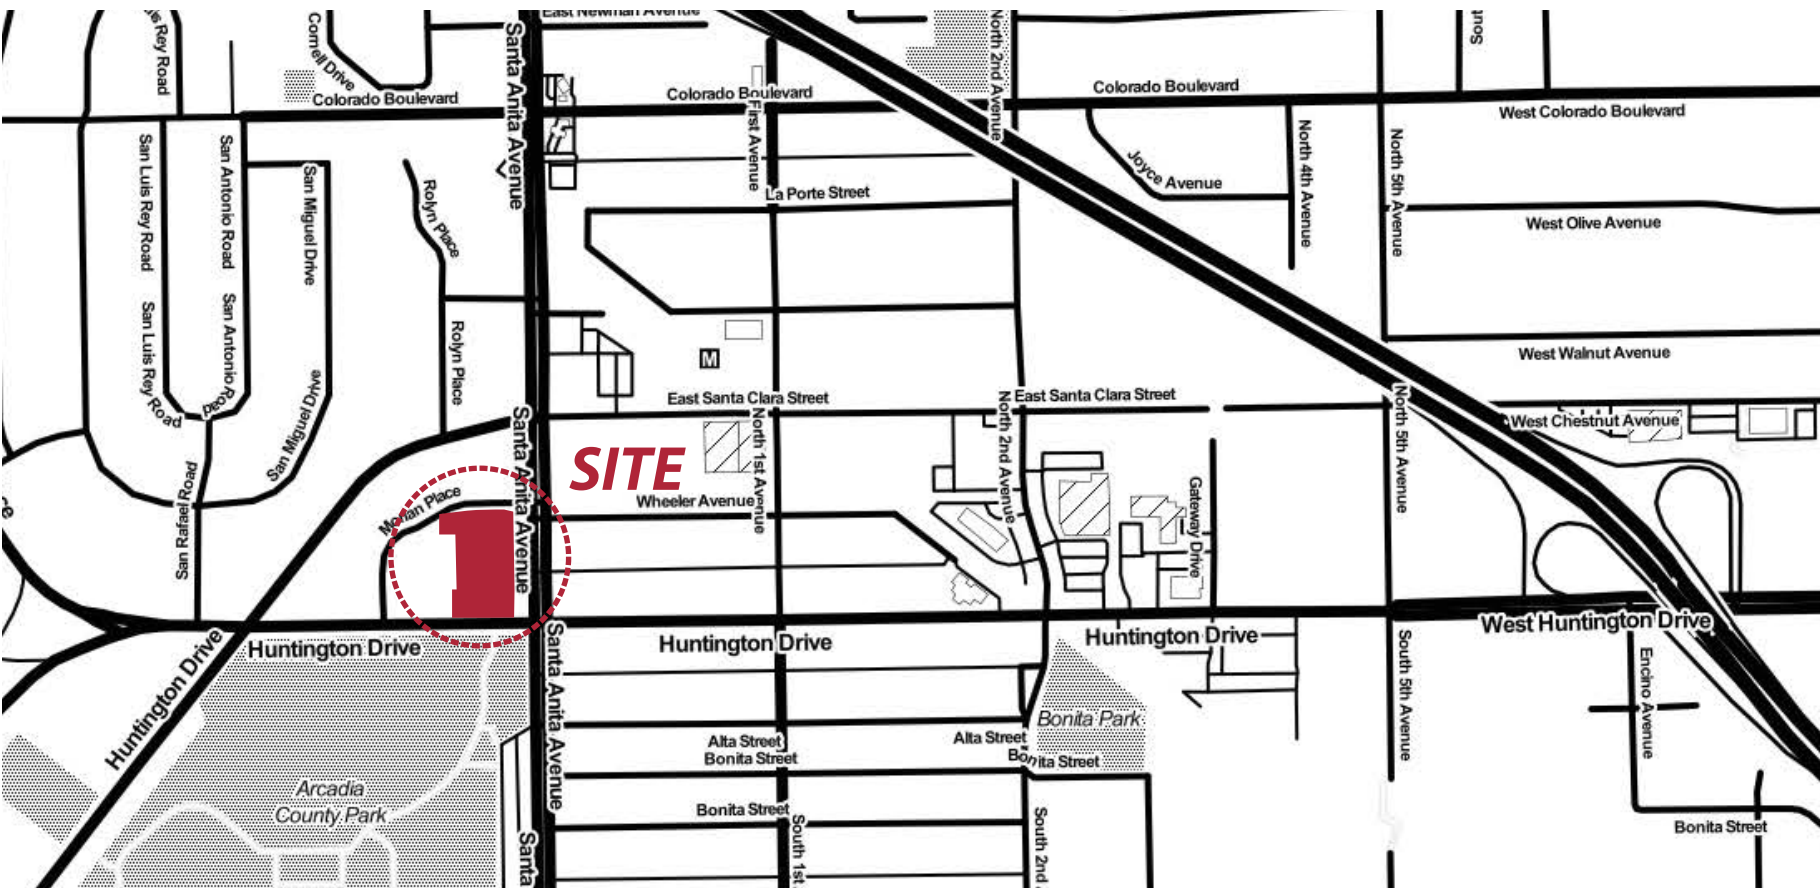 East Newman Avenue
Rey Road
Cornell Drive
Santa Anita Avenue
North 2nd Avenue
Colorado Boulevard
Colorado Boulevard
Colorado Boulevard
West Colorado Boulevard
First Avenue
San Luis Rey Road
San Antonio Road
San Miguel Drive
Rolyn Place
La Porte Street
Joyce Avenue
North 4th Avenue
North 5th Avenue
West Olive Avenue
San Luis Rey Road
San Antonio Road
San Miguel Drive
Rolyn Place
M
West Walnut Avenue
East Santa Clara Street
East Santa Clara Street
North 1st Avenue
North 2nd Avenue
North 5th Avenue
West Chestnut Avenue
Santa Anita Avenue
SITE
San Rafael Road
Wheeler Avenue
Gateway Drive
Huntington Drive
Huntington Drive
Huntington Drive
Huntington Drive
West Huntington Drive
Santa Anita Avenue
South 5th Avenue
Encino Avenue
Bonita Park
Alta Street
Alta Street
Bonita Street
Bonita Street
Arcadia
County Park
Bonita Street
Bonita Street
South 1st
South 2nd
Santa